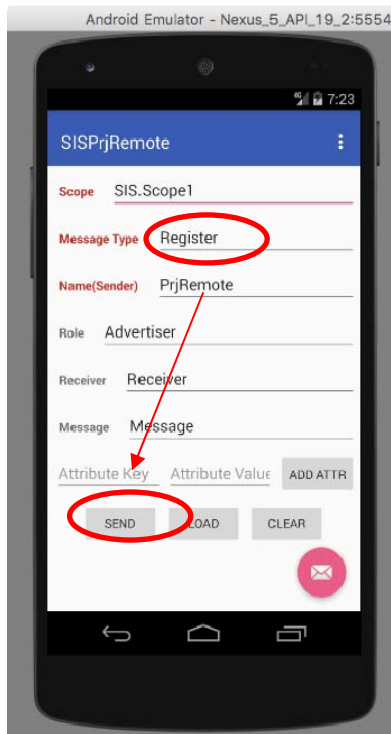 Android Emulator - Nexus_5_API_19_2:5554
4G 7:23
SISPrjRemote
Scope SIS.Scope1
Message Type Register
Name(Sender) PrjRemote
Role Advertiser
Receiver Receiver
Message Message
Attribute Key Attribute Value ADD ATTR
SEND LOAD CLEAR